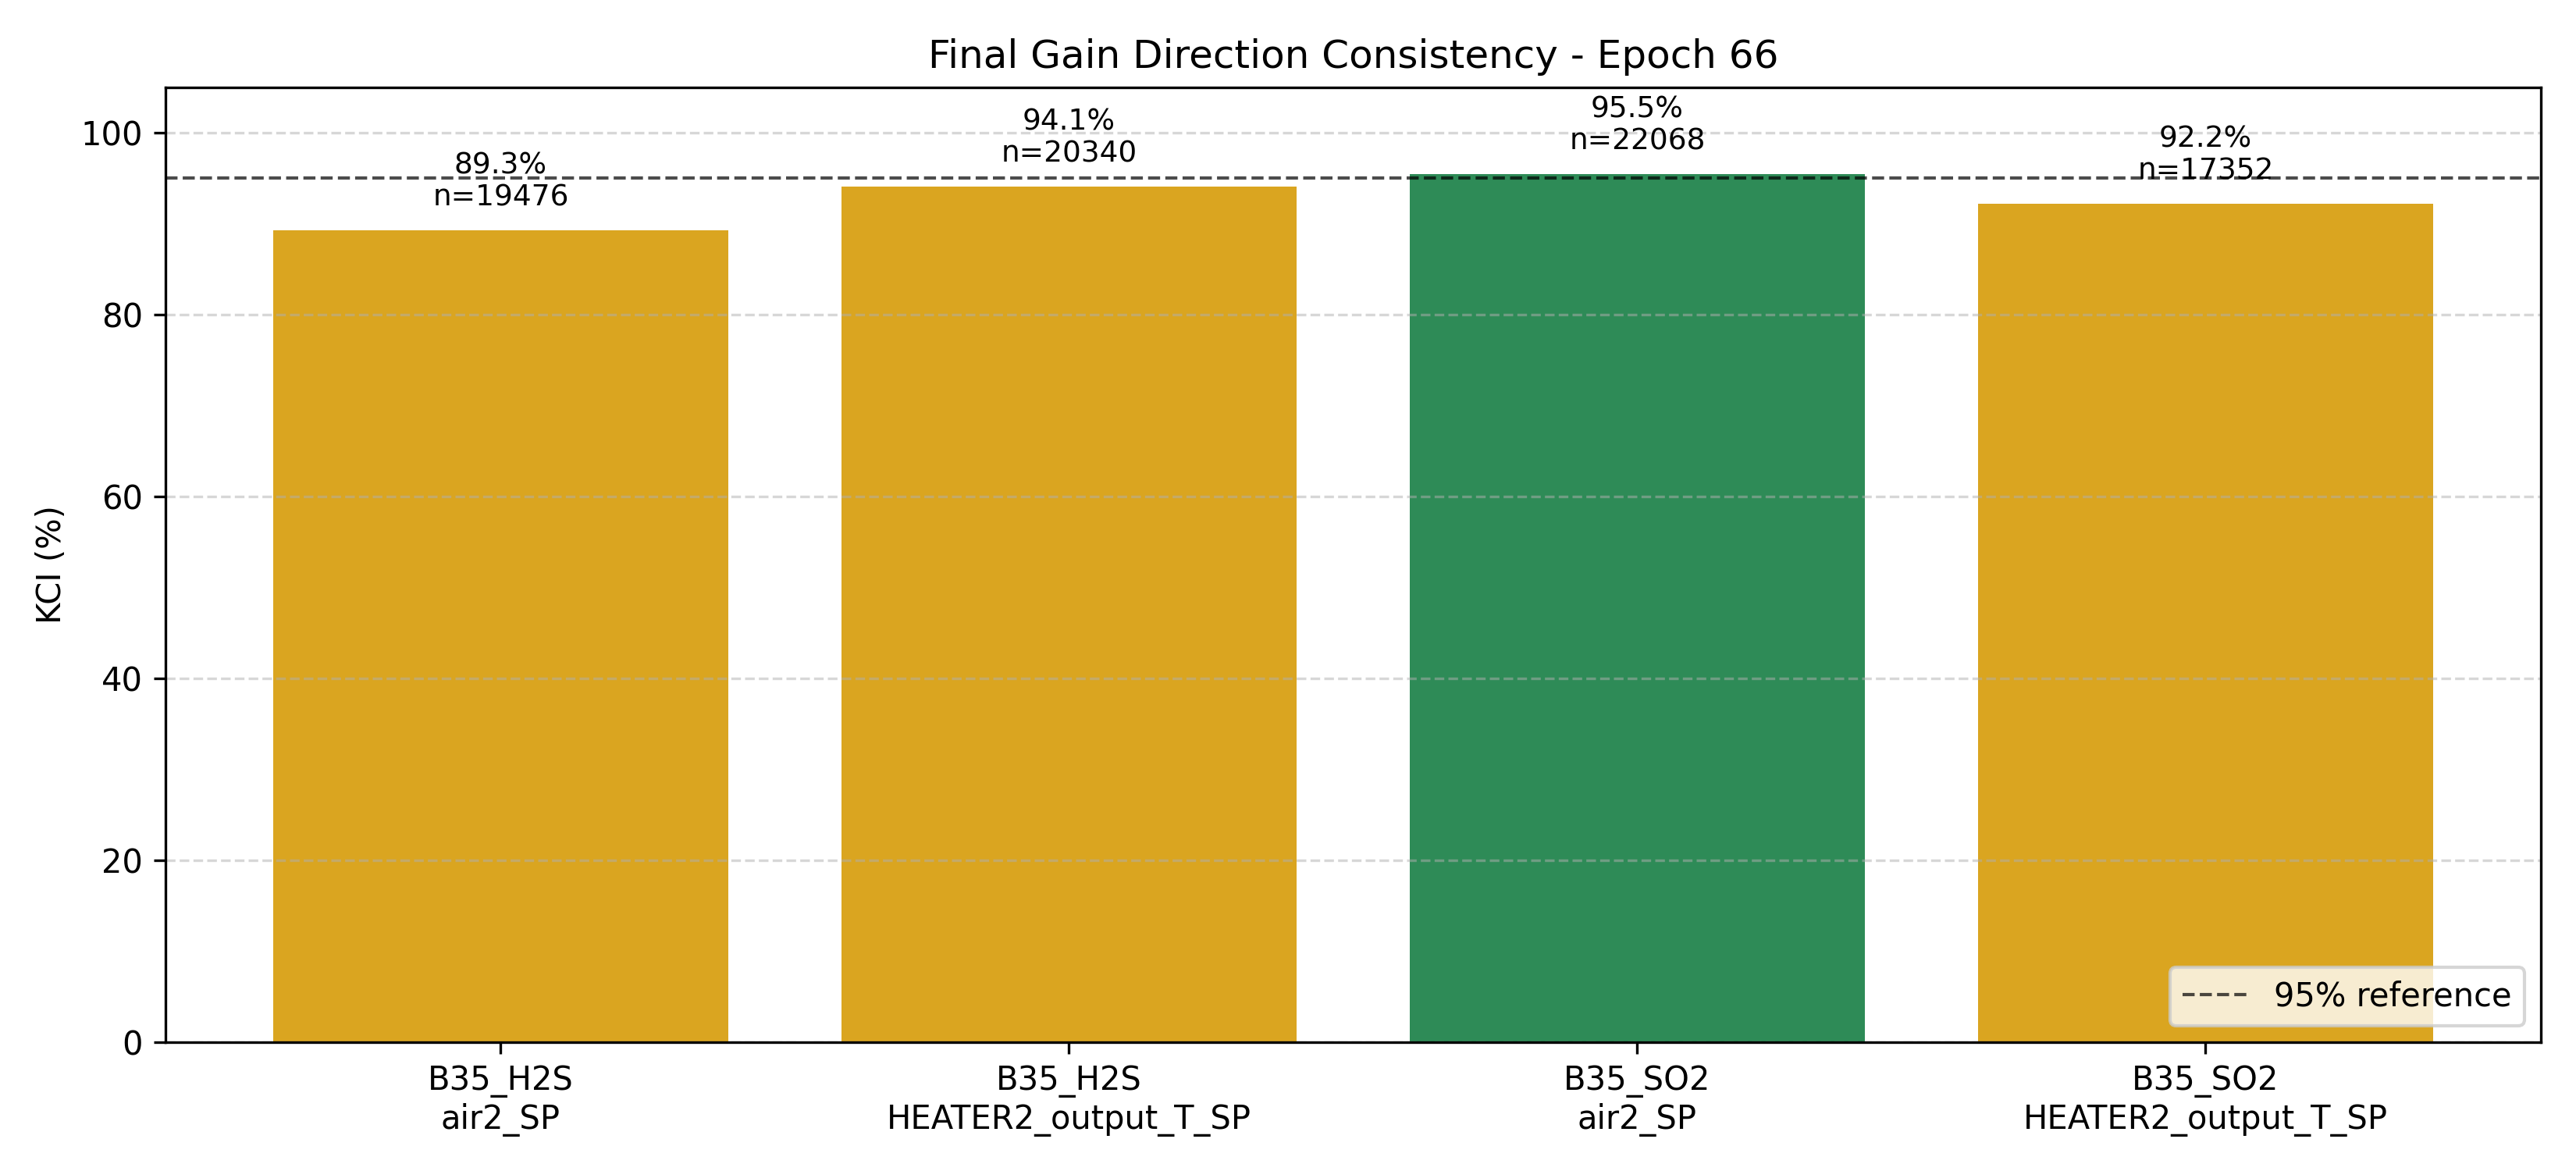 Final Gain Direction Consistency - Epoch 66
KCI (%)
100
80
60
40
20
0
89.3%
n=19476
94.1%
n=20340
95.5%
n=22068
92.2%
n=17352
95% reference
B35_H2S
air2_SP
B35_H2S
HEATER2_output_T_SP
B35_SO2
air2_SP
B35_SO2
HEATER2_output_T_SP